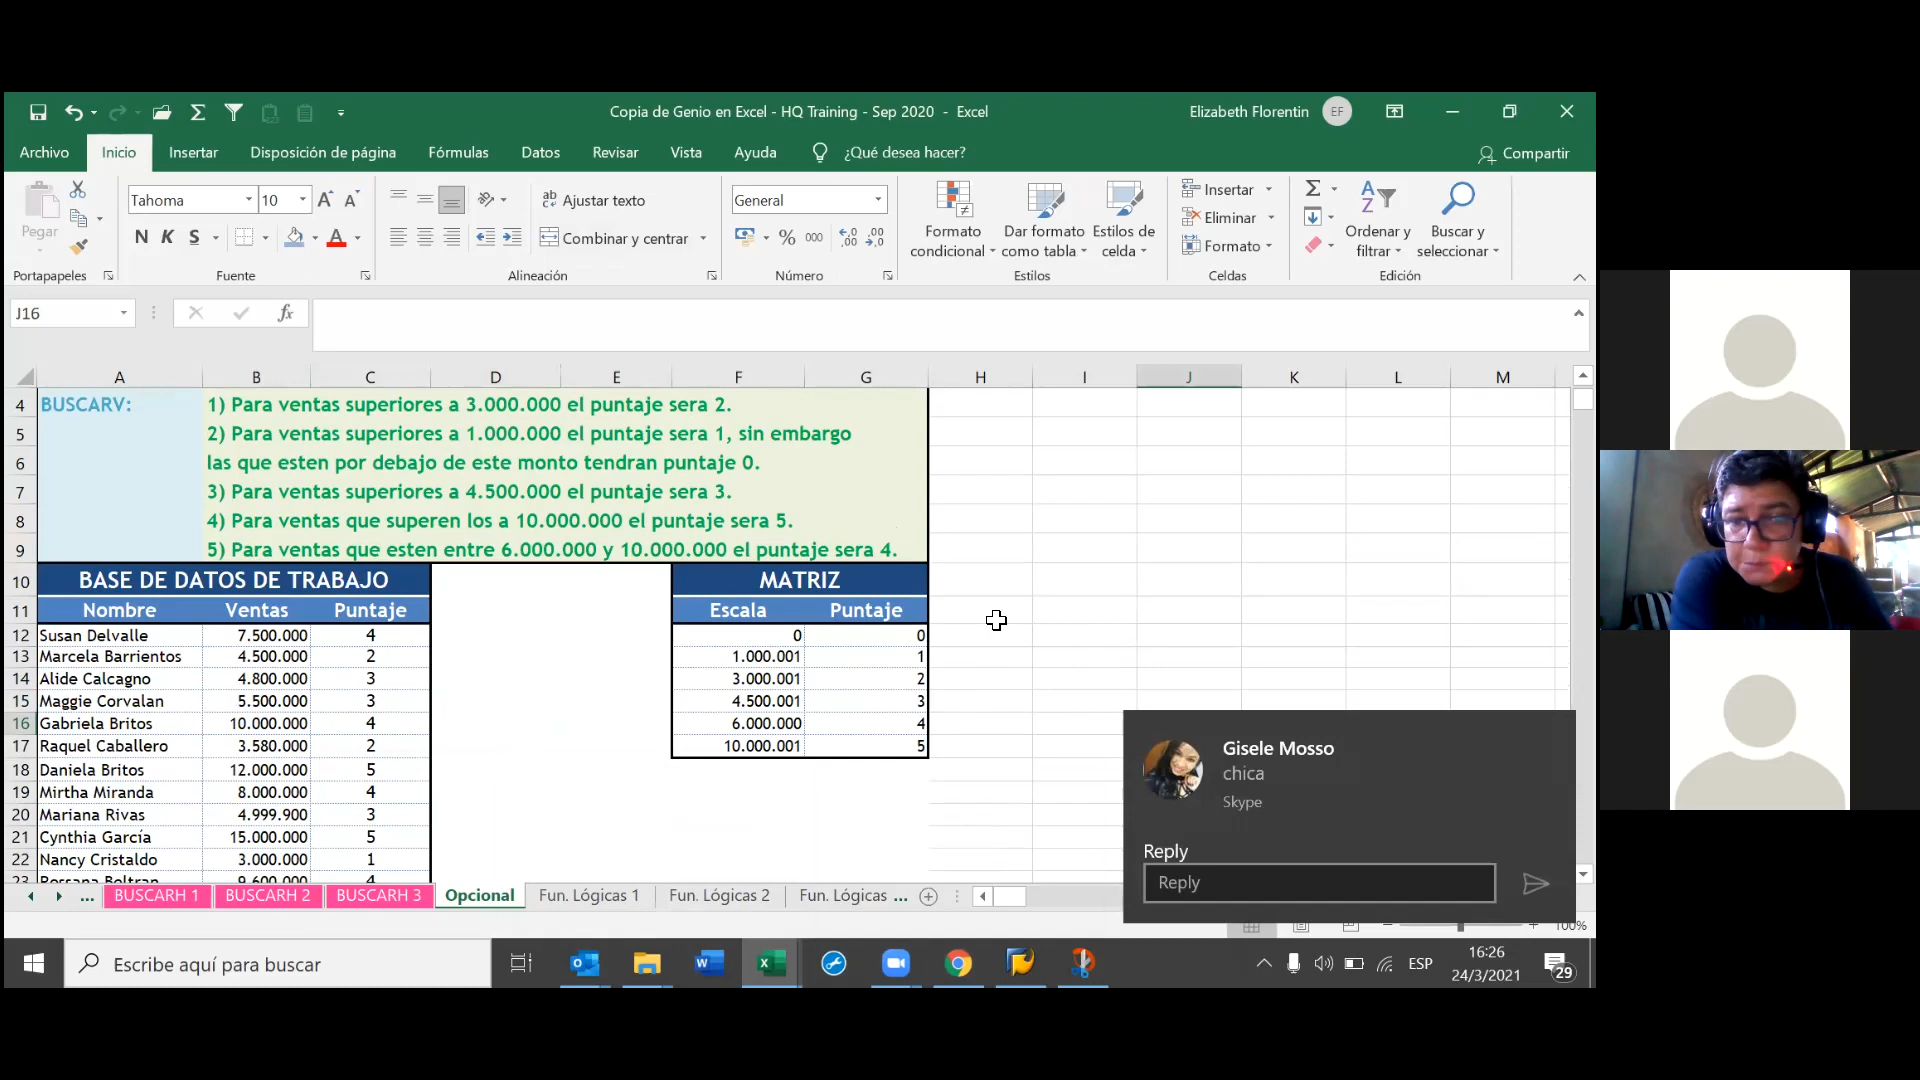 Copia de Genio en Excel - HQ Training - Sep 2020 - Excel
Elizabeth Florentin
EF
Archivo
Inicio
Insertar
Disposición de página
Fórmulas
Datos
Revisar
Vista
Ayuda
¿Qué desea hacer?
Compartir
Pegar
Portapapeles
Tahoma
10
N K S
Fuente
Ajustar texto
Combinar y centrar
Alineación
General
% 000
Número
Formato condicional
Dar formato como tabla
Estilos de celda
Estilos
Insertar
Eliminar
Formato
Celdas
Ordenar y filtrar
Buscar y seleccionar
Edición
J16
fx
A B C D E F G H I J K L M
4 BUSCARV: 1) Para ventas superiores a 3.000.000 el puntaje sera 2.
5 2) Para ventas superiores a 1.000.000 el puntaje sera 1, sin embargo
6 las que esten por debajo de este monto tendran puntaje 0.
7 3) Para ventas superiores a 4.500.000 el puntaje sera 3.
8 4) Para ventas que superen los a 10.000.000 el puntaje sera 5.
9 5) Para ventas que esten entre 6.000.000 y 10.000.000 el puntaje sera 4.
10 BASE DE DATOS DE TRABAJO MATRIZ
11 Nombre Ventas Puntaje Escala Puntaje
12 Susan Delvalle 7.500.000 4 0 0
13 Marcela Barrientos 4.500.000 2 1.000.001 1
14 Alide Calcagno 4.800.000 3 3.000.001 2
15 Maggie Corvalan 5.500.000 3 4.500.001 3
16 Gabriela Britos 10.000.000 4 6.000.000 4
17 Raquel Caballero 3.580.000 2 10.000.001 5
18 Daniela Britos 12.000.000 5
19 Mirtha Miranda 8.000.000 4
20 Mariana Rivas 4.999.900 3
21 Cynthia García 15.000.000 5
22 Nancy Cristaldo 3.000.000 1
23 Rossana Beltran 9.600.000 4
Gisele Mosso
chica
Skype
Reply
Reply
... BUSCARH 1 BUSCARH 2 BUSCARH 3 Opcional Fun. Lógicas 1 Fun. Lógicas 2 Fun. Lógicas ...
100%
Escribe aquí para buscar
ESP
16:26
24/3/2021
29